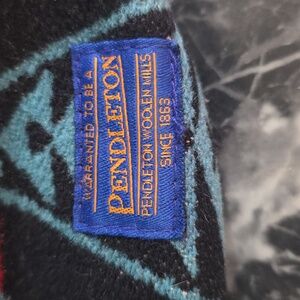 WARRANTED TO BE A
PENDLETON
PENDLETON WOOLEN MILLS
SINCE 1863